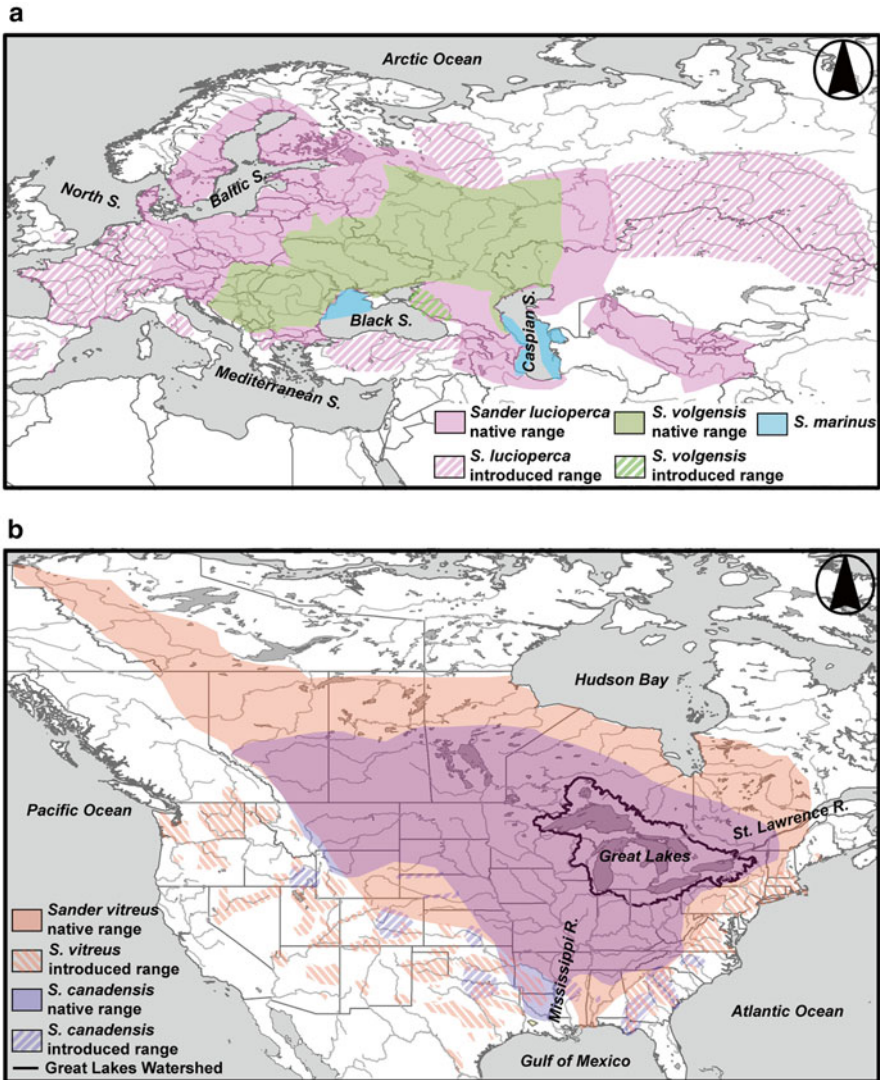 a
Arctic Ocean
North S.
Baltic S.
Black S.
Caspian S.
Mediterranean S.
Sander lucioperca
native range
S. volgensis
native range
S. marinus
S. lucioperca
introduced range
S. volgensis
introduced range
b
Hudson Bay
Pacific Ocean
St. Lawrence R.
Great Lakes
Mississippi R.
Atlantic Ocean
Gulf of Mexico
Sander vitreus
native range
S. vitreus
introduced range
S. canadensis
native range
S. canadensis
introduced range
Great Lakes Watershed